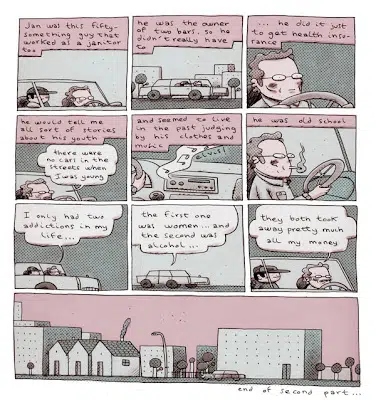 Jan was this fifty-
something guy that
worked as a janitor
too
he was the owner
of two bars, so he
didn't really have
to
... he did it just
to get health insu-
rance
he would tell me
all sort of stories
about his youth
there were
no cars in the
streets when
I was young
and seemed to live
in the past judging
by his clothes and
music
Elvis!
he was old school
I only had two
addictions in my
life...
the first one
was women... and
the second was
alcohol...
they both took
away pretty much
all my money
end of second part...